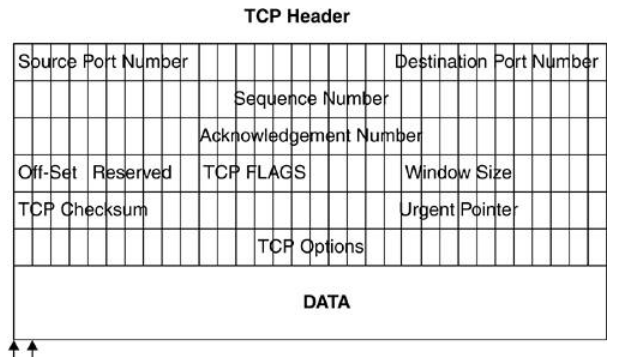 TCP Header
Source Port Number Destination Port Number
Sequence Number
Acknowledgement Number
Off-Set Reserved TCP FLAGS Window Size
TCP Checksum Urgent Pointer
TCP Options
DATA